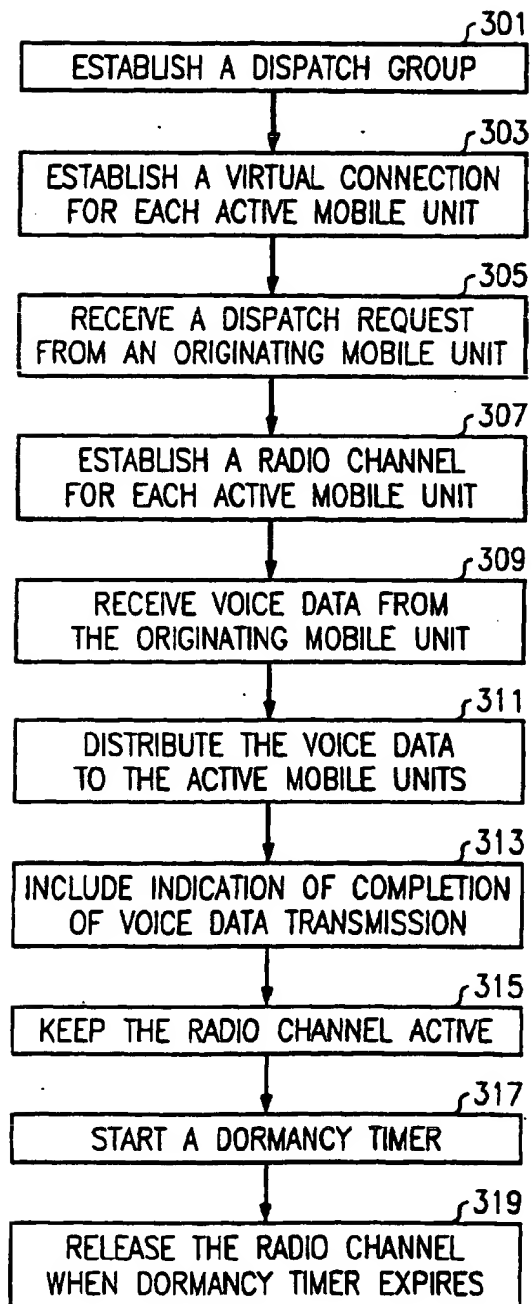 301
ESTABLISH A DISPATCH GROUP
303
ESTABLISH A VIRTUAL CONNECTION
FOR EACH ACTIVE MOBILE UNIT
305
RECEIVE A DISPATCH REQUEST
FROM AN ORIGINATING MOBILE UNIT
307
ESTABLISH A RADIO CHANNEL
FOR EACH ACTIVE MOBILE UNIT
309
RECEIVE VOICE DATA FROM
THE ORIGINATING MOBILE UNIT
311
DISTRIBUTE THE VOICE DATA
TO THE ACTIVE MOBILE UNITS
313
INCLUDE INDICATION OF COMPLETION
OF VOICE DATA TRANSMISSION
315
KEEP THE RADIO CHANNEL ACTIVE
317
START A DORMANCY TIMER
319
RELEASE THE RADIO CHANNEL
WHEN DORMANCY TIMER EXPIRES